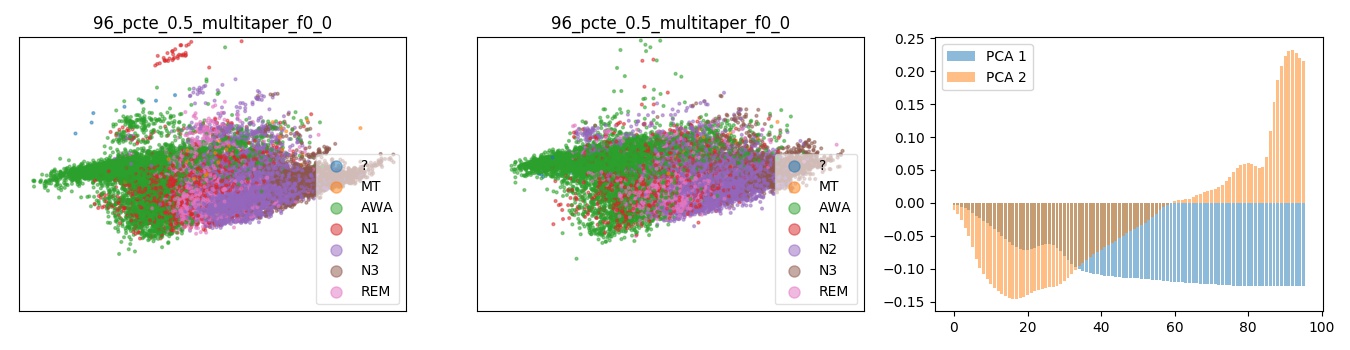 96_pcte_0.5_multitaper_f0_0
?
MT
AWA
N1
N2
N3
REM
96_pcte_0.5_multitaper_f0_0
?
MT
AWA
N1
N2
N3
REM
PCA 1
PCA 2
0.25
0.20
0.15
0.10
0.05
0.00
−0.05
−0.10
−0.15
0 20 40 60 80 100